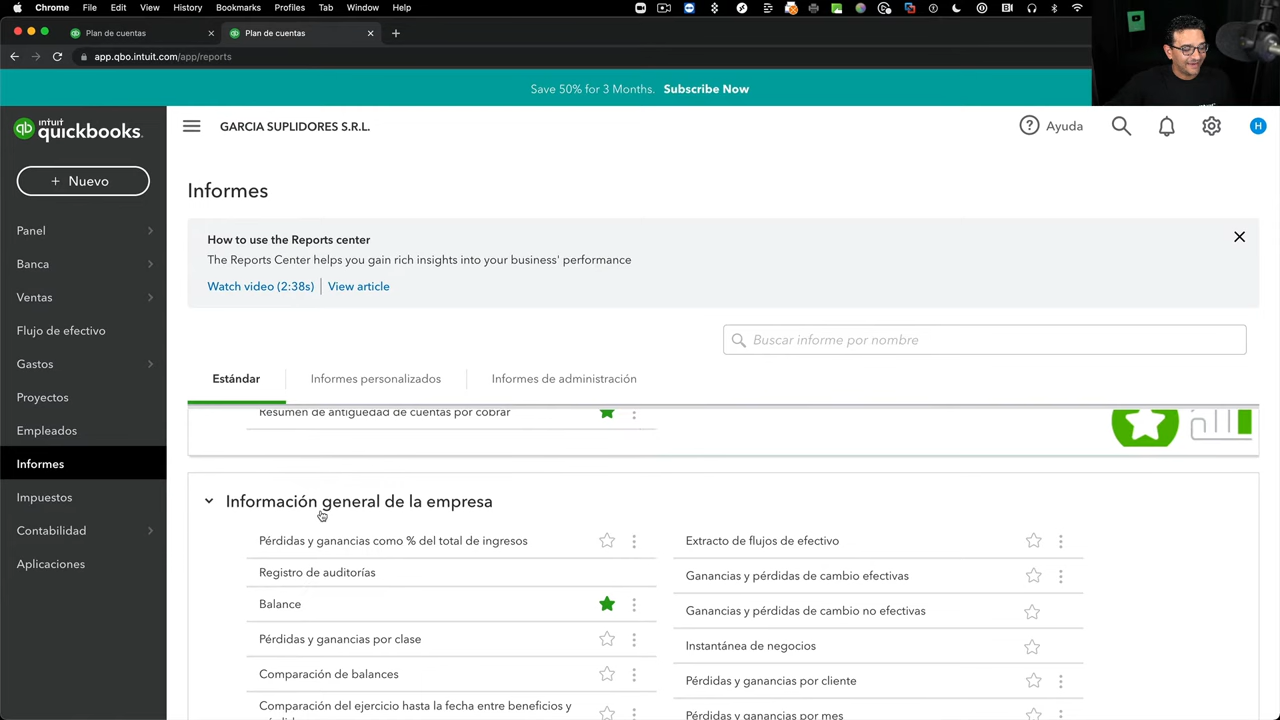 Chrome File Edit View History Bookmarks Profiles Tab Window Help
Plan de cuentas
Plan de cuentas
app.qbo.intuit.com/app/reports
Save 50% for 3 Months. Subscribe Now
intuit quickbooks.
GARCIA SUPLIDORES S.R.L.
Ayuda
H
+ Nuevo
Panel
Banca
Ventas
Flujo de efectivo
Gastos
Proyectos
Empleados
Informes
Impuestos
Contabilidad
Aplicaciones
Informes
How to use the Reports center
The Reports Center helps you gain rich insights into your business' performance
Watch video (2:38s) View article
Buscar informe por nombre
Estándar Informes personalizados Informes de administración
Resumen de antigüedad de cuentas por cobrar
Información general de la empresa
Pérdidas y ganancias como % del total de ingresos
Registro de auditorías
Balance
Pérdidas y ganancias por clase
Comparación de balances
Comparación del ejercicio hasta la fecha entre beneficios y
Extracto de flujos de efectivo
Ganancias y pérdidas de cambio efectivas
Ganancias y pérdidas de cambio no efectivas
Instantánea de negocios
Pérdidas y ganancias por cliente
Pérdidas y ganancias por mes